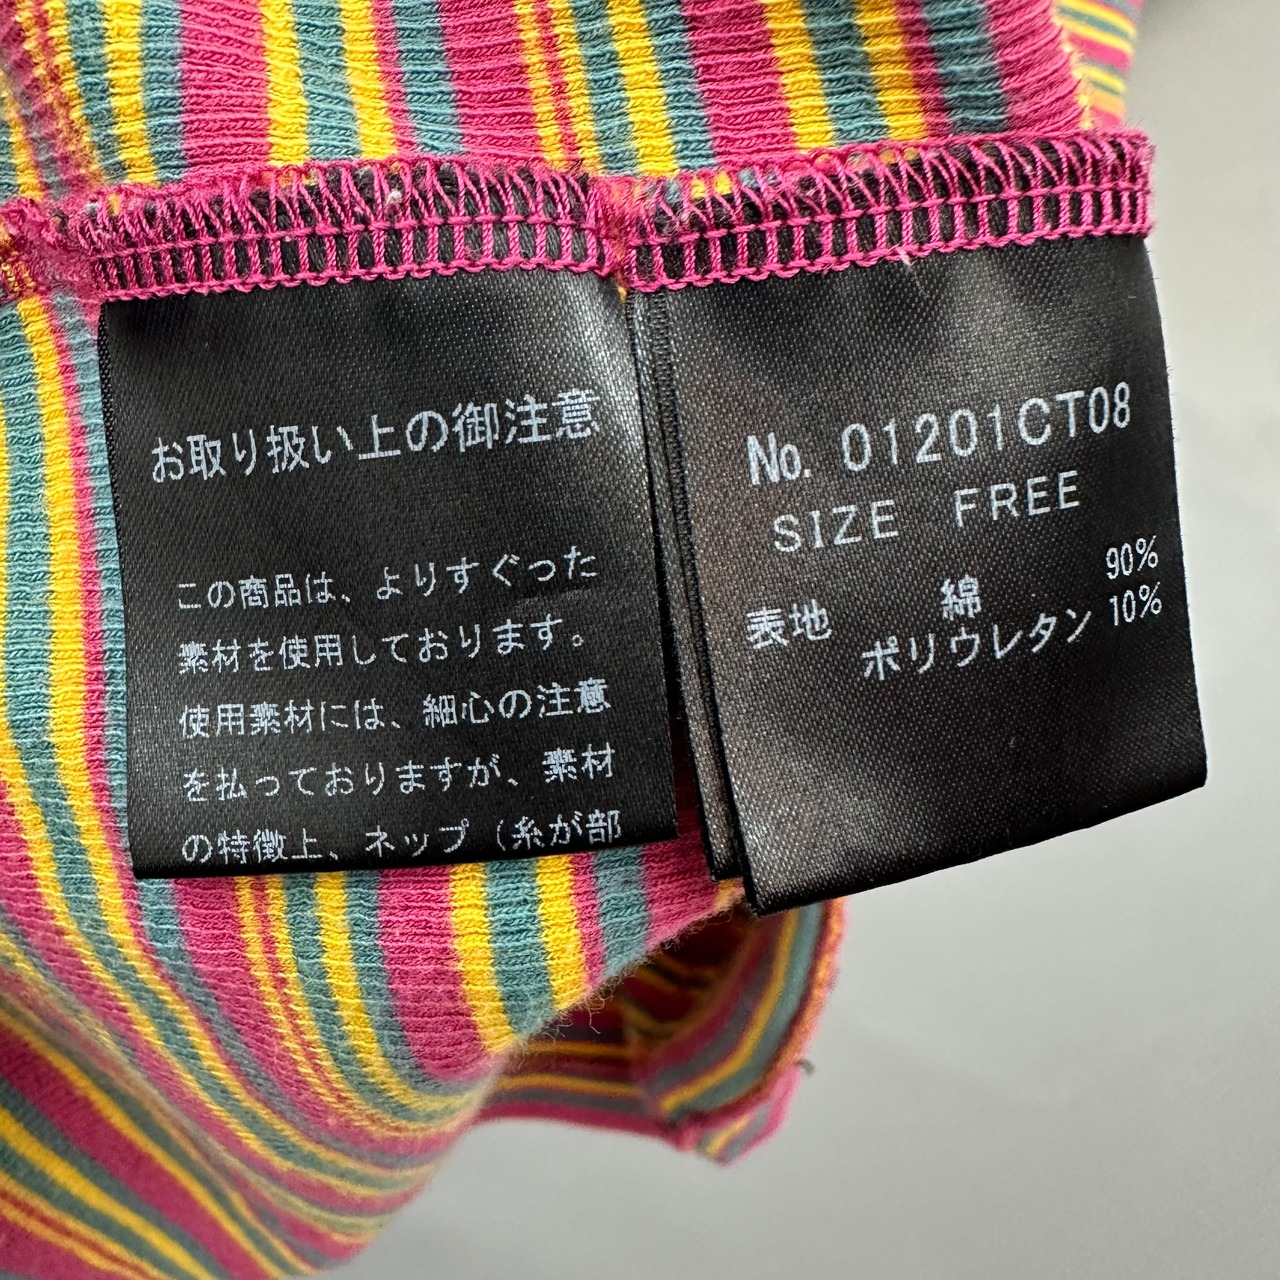 お取り扱い上の御注意
この商品は、よりすぐった
素材を使用しております。
使用素材には、細心の注意
を払っておりますが、素材
の特徴上、ネップ（糸が部
No. 01201CT08
SIZE FREE
表地 綿 90%
ポリウレタン 10%